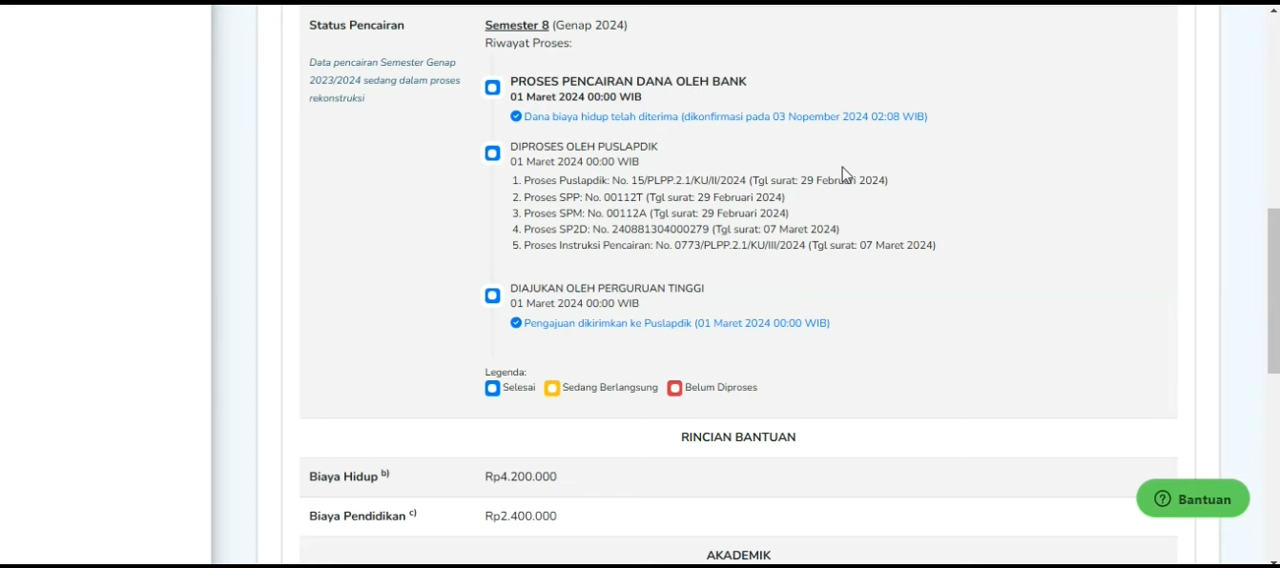 Status Pencairan
Semester 8 (Genap 2024)
Riwayat Proses:
Data pencairan Semester Genap
2023/2024 sedang dalam proses
rekonstruksi
PROSES PENCAIRAN DANA OLEH BANK
01 Maret 2024 00:00 WIB
Dana biaya hidup telah diterima (dikonfirmasi pada 03 Nopember 2024 02:08 WIB)
DIPROSES OLEH PUSLAPDIK
01 Maret 2024 00:00 WIB
1. Proses Puslapdik: No. 15/PLPP.2.1/KU/II/2024 (Tgl surat: 29 Februari 2024)
2. Proses SPP: No. 00112T (Tgl surat: 29 Februari 2024)
3. Proses SPM: No. 00112A (Tgl surat: 29 Februari 2024)
4. Proses SP2D: No. 240881304000279 (Tgl surat: 07 Maret 2024)
5. Proses Instruksi Pencairan: No. 0773/PLPP.2.1/KU/III/2024 (Tgl surat: 07 Maret 2024)
DIAJUKAN OLEH PERGURUAN TINGGI
01 Maret 2024 00:00 WIB
Pengajuan dikirimkan ke Puslapdik (01 Maret 2024 00:00 WIB)
Legenda:
Selesai Sedang Berlangsung Belum Diproses
RINCIAN BANTUAN
Biaya Hidup b) Rp4.200.000
Biaya Pendidikan c) Rp2.400.000
Bantuan
AKADEMIK